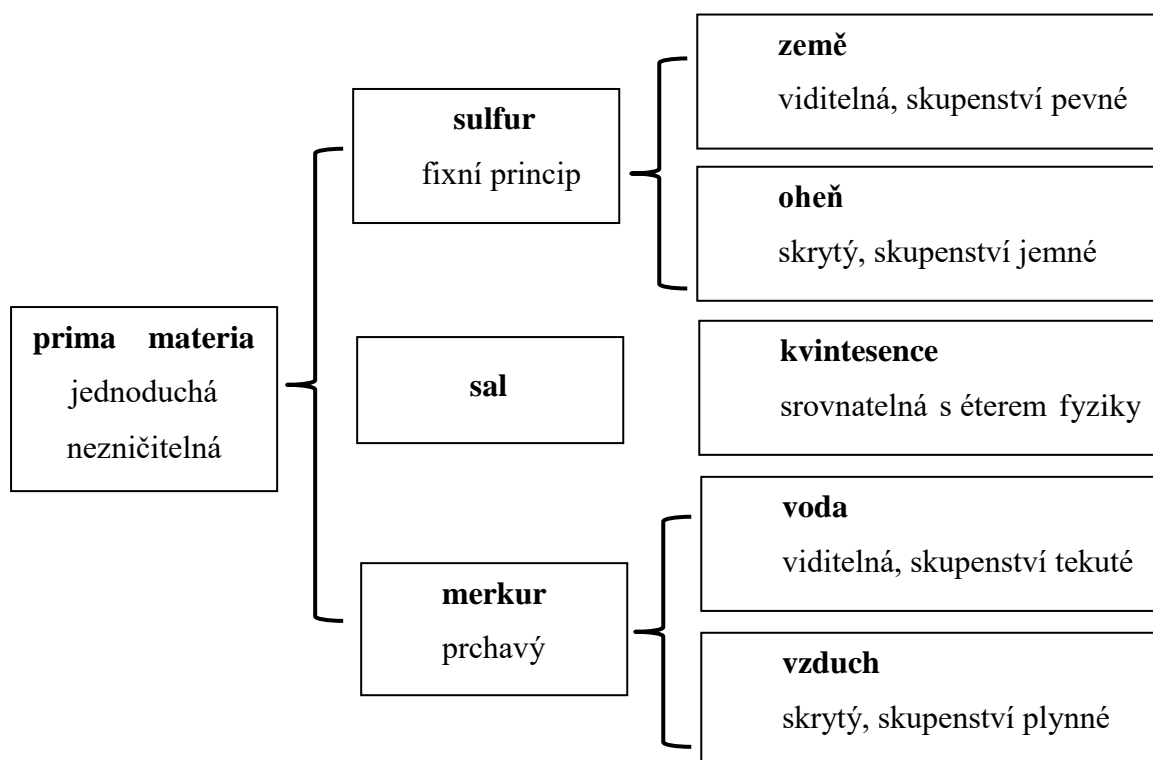 země
viditelná, skupenství pevné
sulfur
fixní princip
oheň
skrytý, skupenství jemné
prima materia
jednoduchá
nezničitelná
sal
kvintesence
srovnatelná s éterem fyziky
voda
viditelná, skupenství tekuté
merkur
prchavý
vzduch
skrytý, skupenství plynné